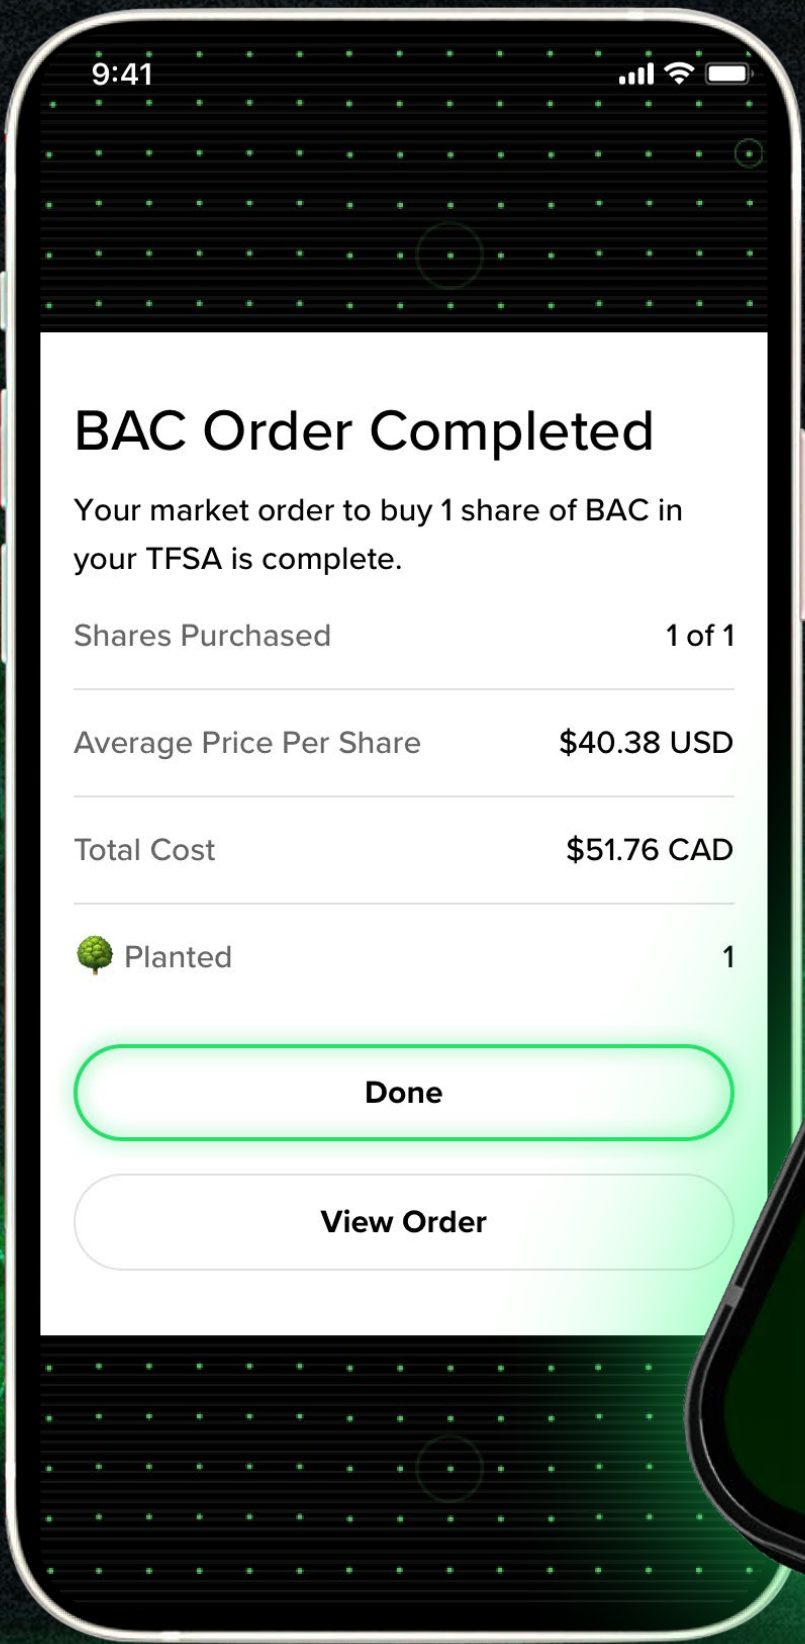 9:41
BAC Order Completed
Your market order to buy 1 share of BAC in
your TFSA is complete.
Shares Purchased 1 of 1
Average Price Per Share $40.38 USD
Total Cost $51.76 CAD
🌳 Planted 1
Done
View Order